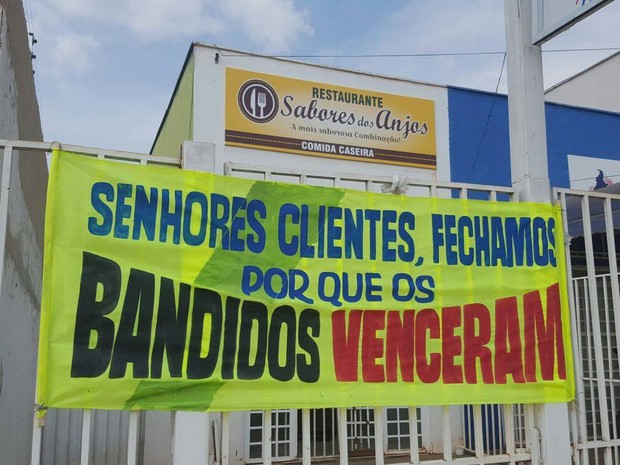 RESTAURANTE
Sabores dos Anjos
A mais saborosa Combinação!
COMIDA CASEIRA
SENHORES CLIENTES, FECHAMOS
POR QUE OS
BANDIDOS VENCERAM